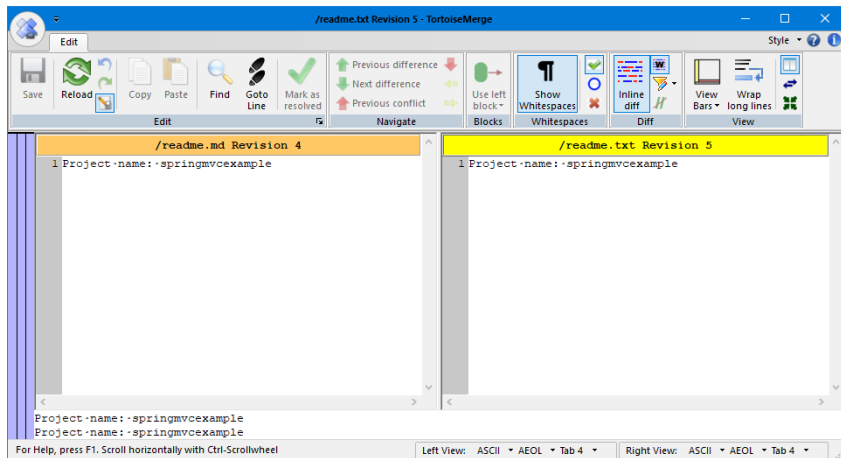 /readme.txt Revision 5 - TortoiseMerge
Edit
Style
Save
Reload
Copy
Paste
Find
Goto
Line
Mark as
resolved
Edit
Previous difference
Next difference
Previous conflict
Navigate
Use left
block
Blocks
Show
Whitespaces
Whitespaces
Inline
diff
Diff
View
Bars
Wrap
long lines
View
/readme.md Revision 4
1 Project·name:·springmvcexample
/readme.txt Revision 5
1 Project·name:·springmvcexample
Project·name:·springmvcexample
Project·name:·springmvcexample
For Help, press F1. Scroll horizontally with Ctrl-Scrollwheel
Left View: ASCII AEOL Tab 4
Right View: ASCII AEOL Tab 4